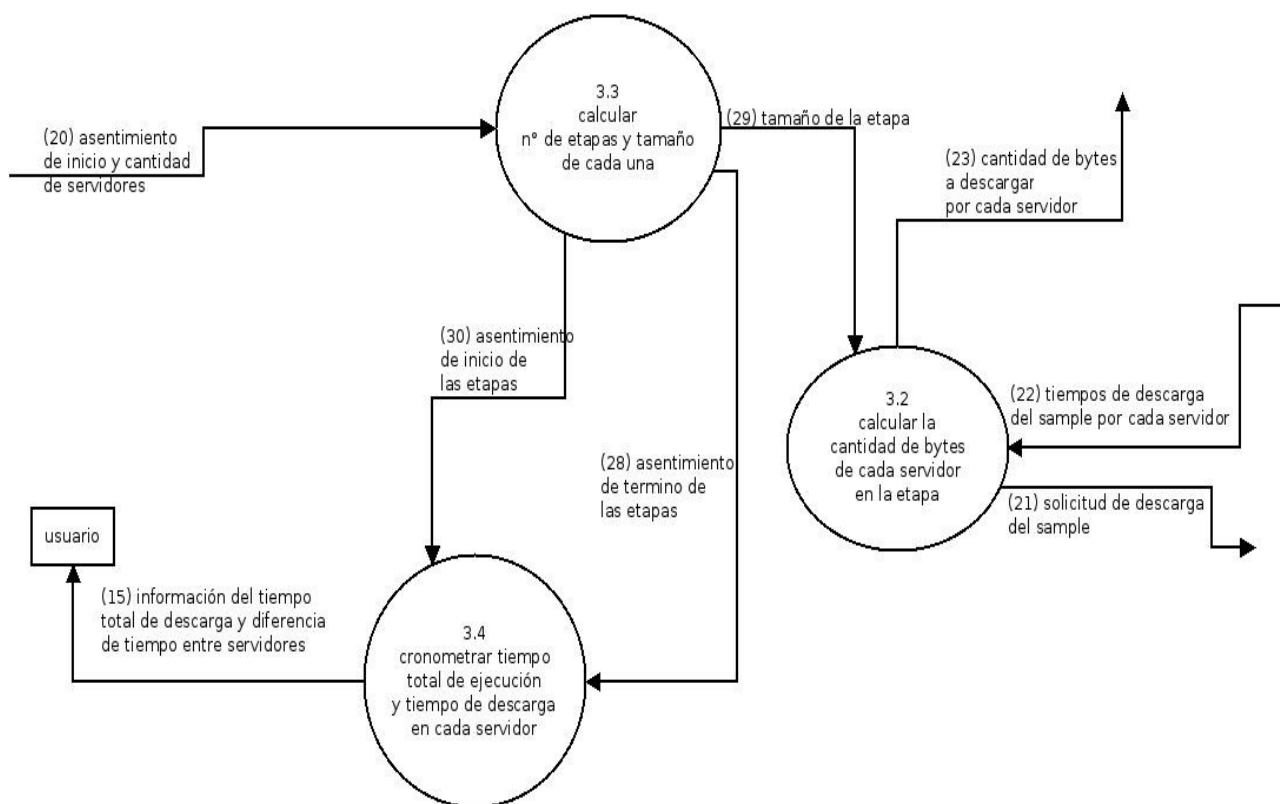 3.3
calcular
n° de etapas y tamaño
de cada una
(20) asentimiento
de inicio y cantidad
de servidores
(29) tamaño de la etapa
(23) cantidad de bytes
a descargar
por cada servidor
(30) asentimiento
de inicio de
las etapas
3.2
calcular la
cantidad de bytes
de cada servidor
en la etapa
(22) tiempos de descarga
del sample por cada servidor
(28) asentimiento
de termino de
las etapas
(21) solicitud de descarga
del sample
usuario
(15) información del tiempo
total de descarga y diferencia
de tiempo entre servidores
3.4
cronometrar tiempo
total de ejecución
y tiempo de descarga
en cada servidor